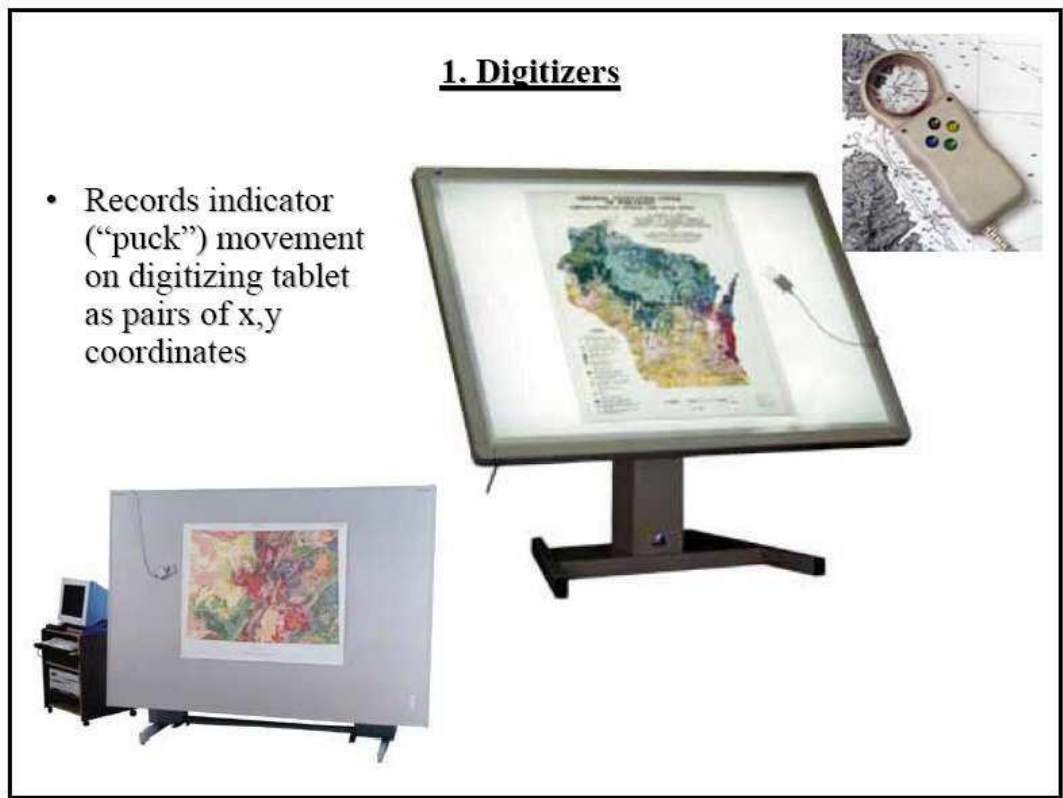 1. Digitizers
• Records indicator
(“puck”) movement
on digitizing tablet
as pairs of x,y
coordinates